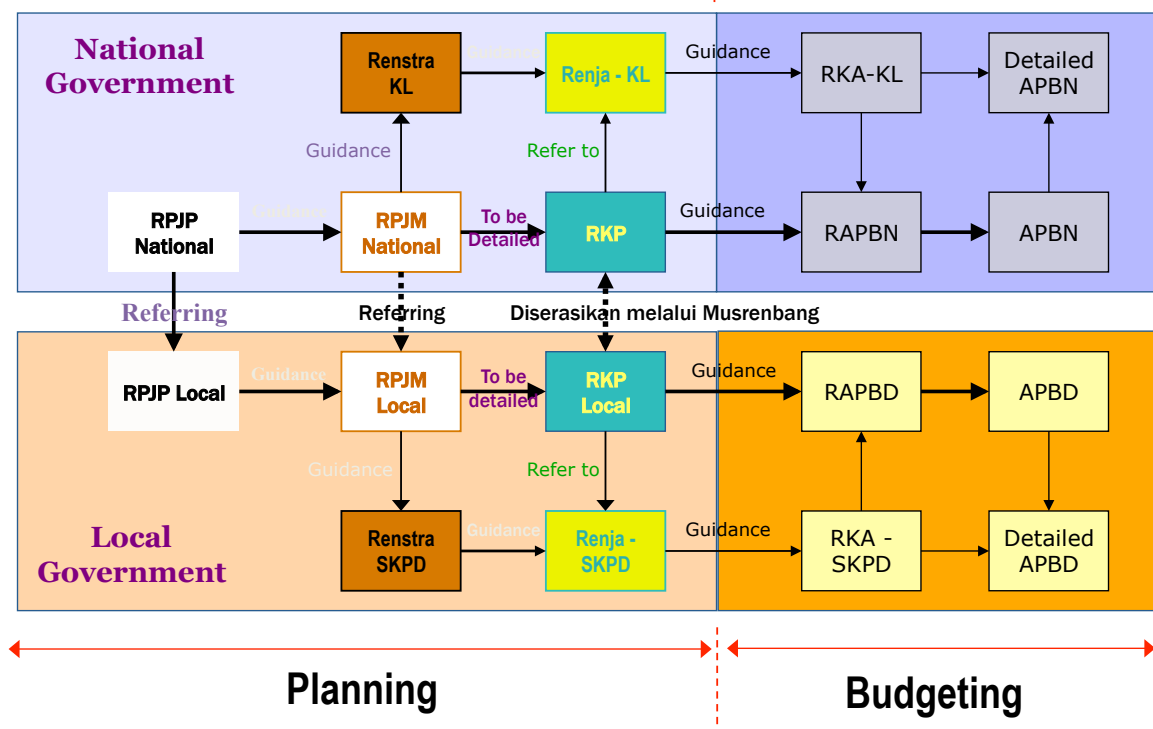 National
Government
Renstra
KL
Guidance
Renja - KL
Guidance
RKA-KL
Detailed
APBN
Guidance
Refer to
RPJP
National
Guidance
RPJM
National
To be
Detailed
RKP
Guidance
RAPBN
APBN
Referring
Referring
Diserasikan melalui Musrenbang
RPJP Local
Guidance
RPJM
Local
To be
detailed
RKP
Local
Guidance
RAPBD
APBD
Guidance
Refer to
Local
Government
Renstra
SKPD
Guidance
Renja -
SKPD
Guidance
RKA -
SKPD
Detailed
APBD
Planning
Budgeting